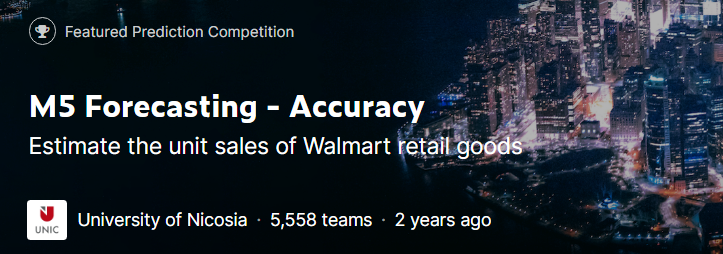 Featured Prediction Competition
M5 Forecasting - Accuracy
Estimate the unit sales of Walmart retail goods
UNIC
University of Nicosia · 5,558 teams · 2 years ago